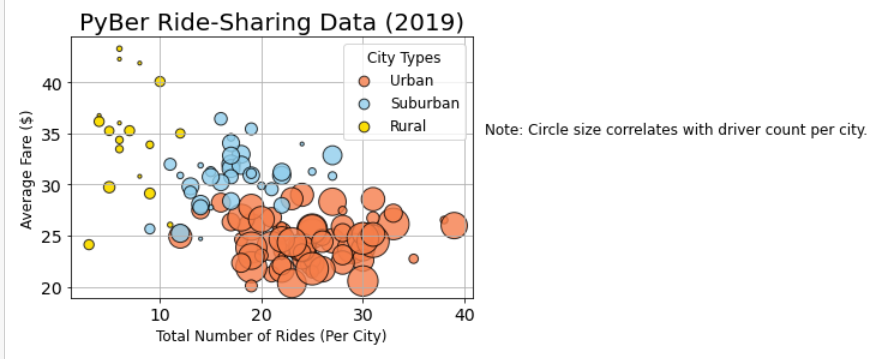 PyBer Ride-Sharing Data (2019)
City Types
Urban
Suburban
Rural
Note: Circle size correlates with driver count per city.
Average Fare ($)
40
35
30
25
20
10
20
30
40
Total Number of Rides (Per City)